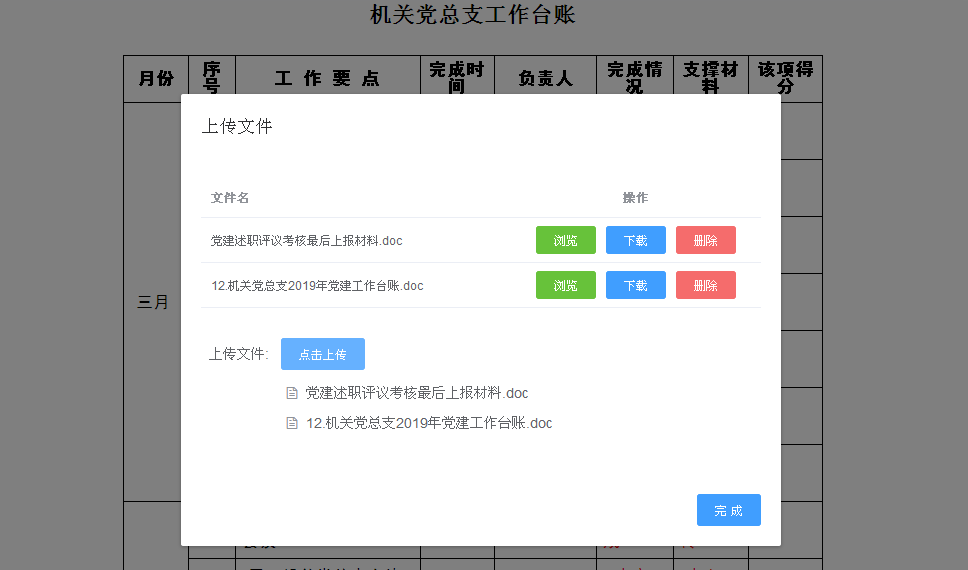 机关党总支工作台账
月份 序号 工作要点 完成时间 负责人 完成情况 支撑材料 该项得分
上传文件
文件名 操作
党建述职评议考核最后上报材料.doc 浏览 下载 删除
三月
12.机关党总支2019年党建工作台账.doc 浏览 下载 删除
上传文件: 点击上传
党建述职评议考核最后上报材料.doc
12.机关党总支2019年党建工作台账.doc
完成